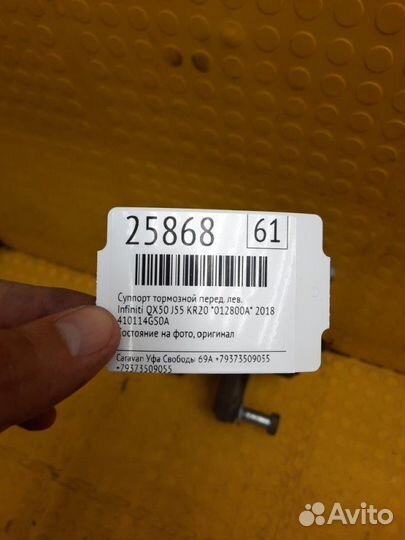 25868 61
Суппорт тормозной перед. лев.
Infiniti QX50 J55 KR20 "012800A" 2018
410114GS0A
Состояние на фото, оригинал
Caravan Уфа Свободы 69А +79373509055
+79373509055
Avito